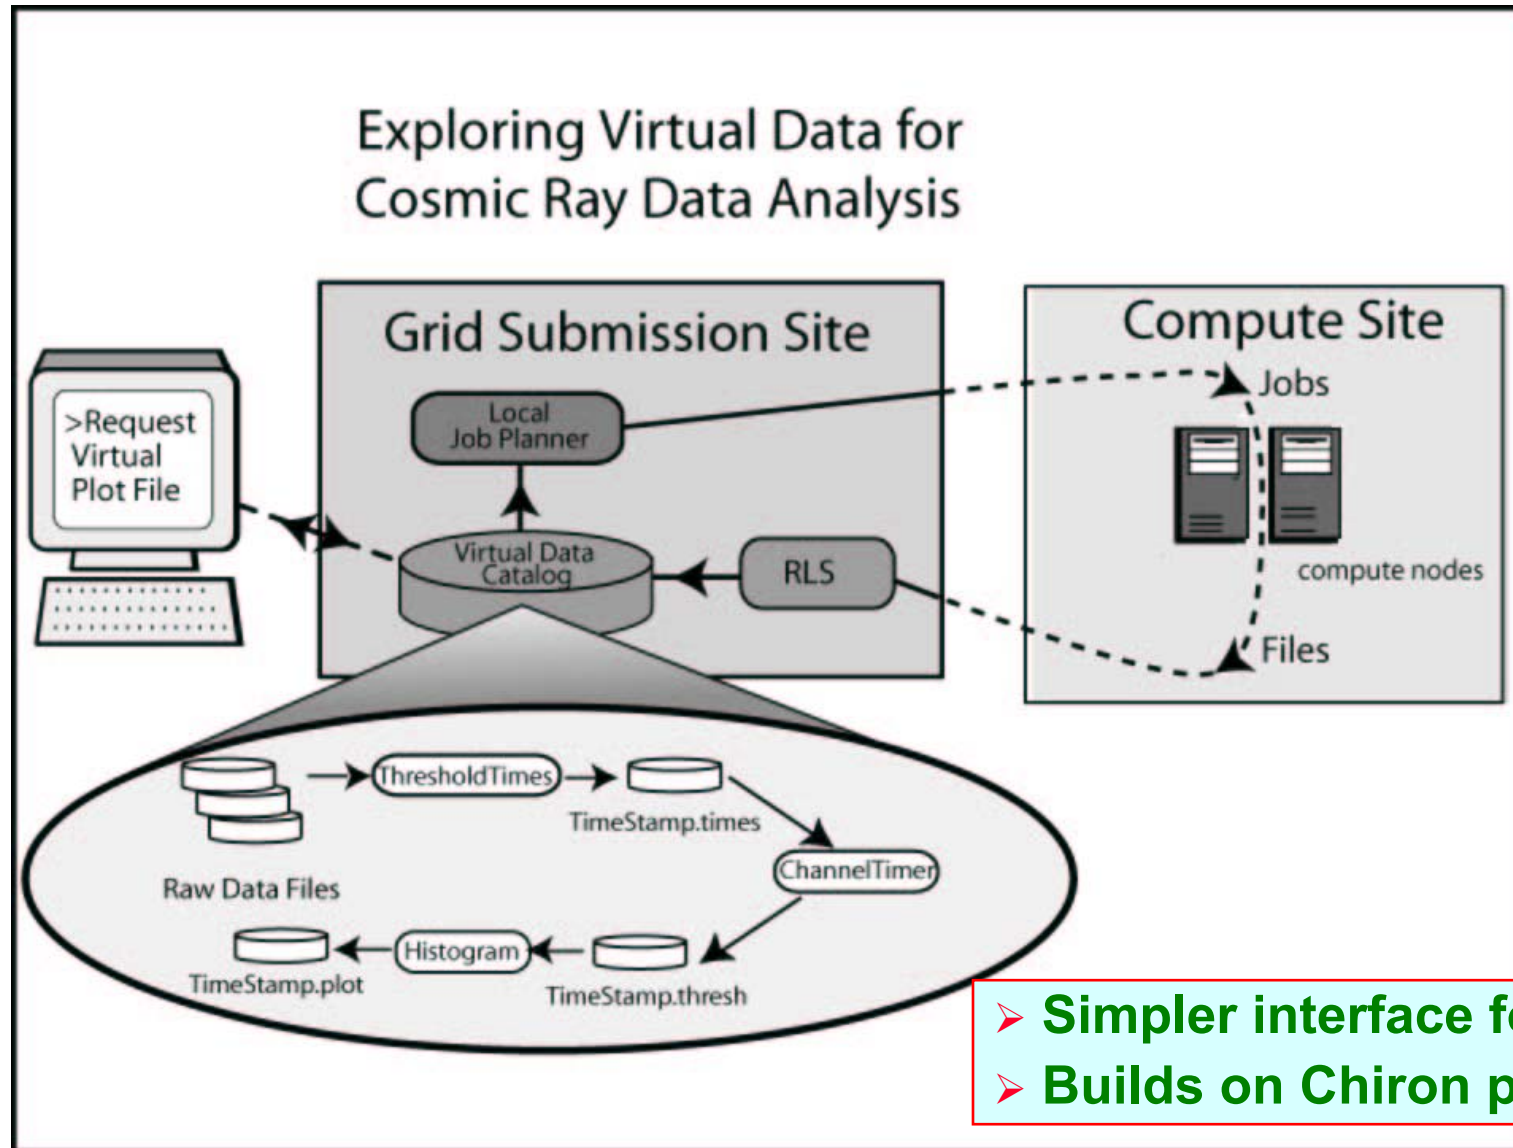 Exploring Virtual Data for
Cosmic Ray Data Analysis
Grid Submission Site
Compute Site
>Request
Virtual
Plot File
Local
Job Planner
Jobs
Virtual Data
Catalog
RLS
compute nodes
Files
ThresholdTimes
TimeStamp.times
Raw Data Files
ChannelTimer
Histogram
TimeStamp.plot
TimeStamp.thresh
➢ Simpler interface
➢ Builds on Chiron